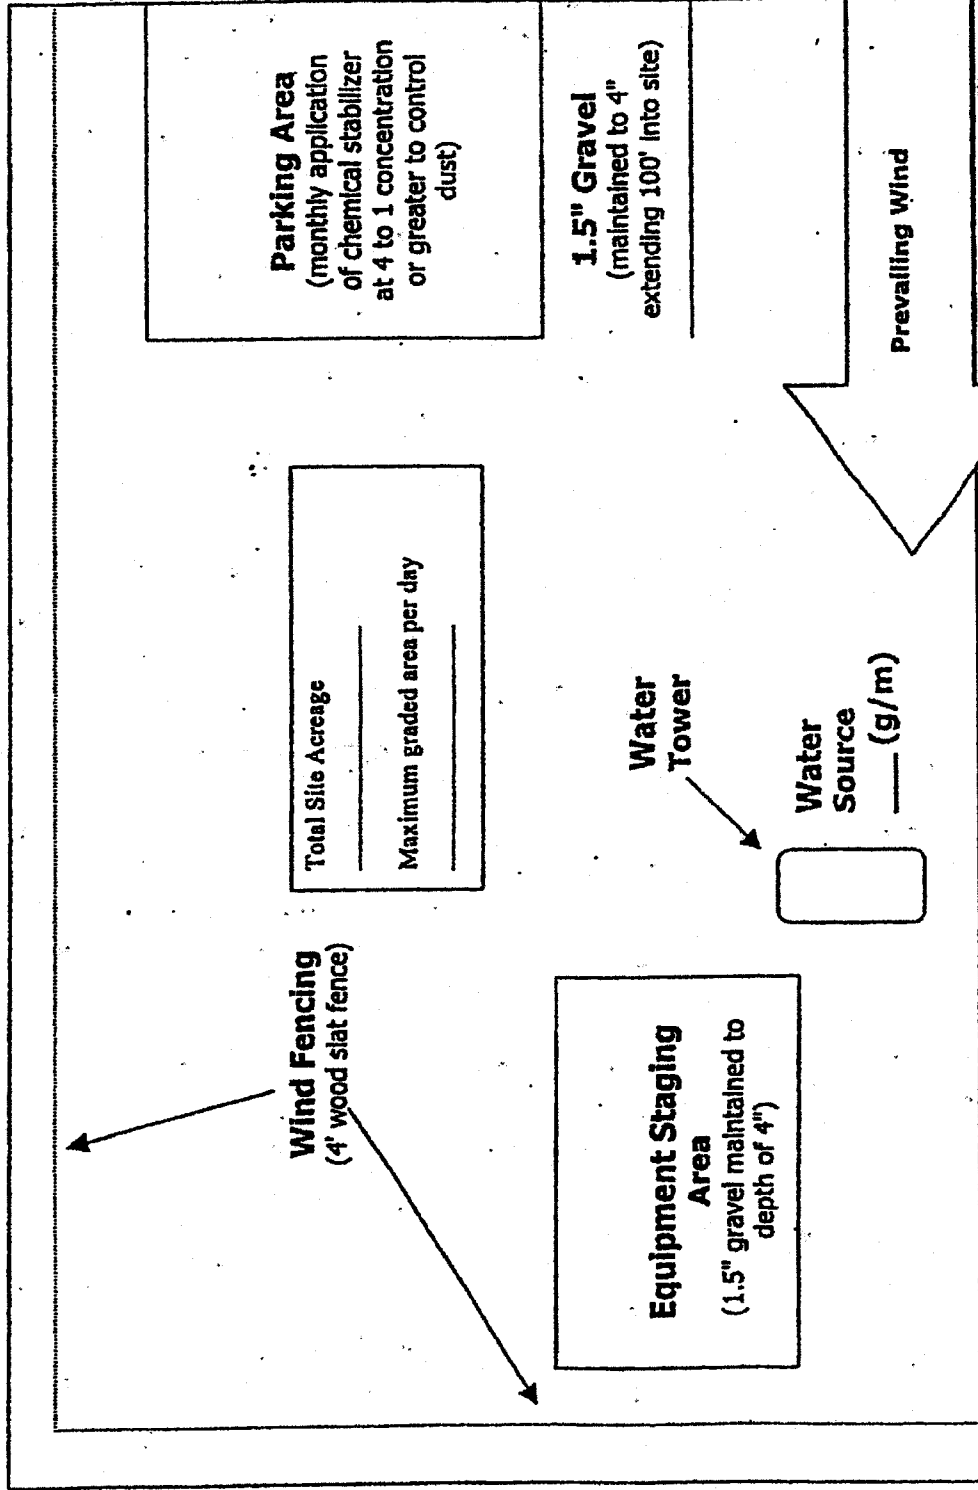 Wind Fencing
(4' wood slat fence)
Total Site Acreage
Maximum graded area per day
Parking Area
(monthly application
of chemical stabilizer
at 4 to 1 concentration
or greater to control
dust)
1.5" Gravel
(maintained to 4"
extending 100' into site)
Equipment Staging
Area
(1.5" gravel maintained to
depth of 4")
Water
Tower
Water
Source
___ (g/m)
Prevailing Wind